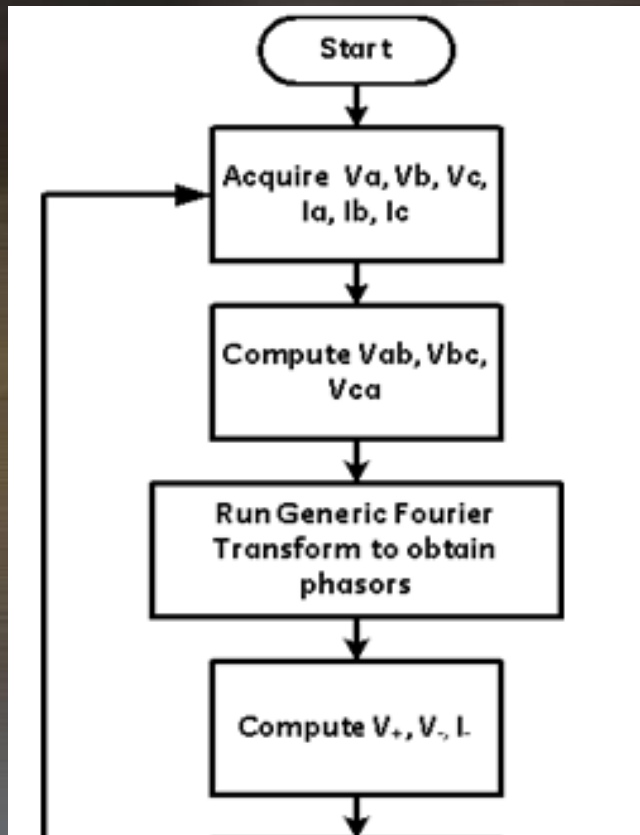 Start
Acquire Va, Vb, Vc,
Ia, Ib, Ic
Compute Vab, Vbc,
Vca
Run Generic Fourier
Transform to obtain
phasors
Compute V₊, V₋, I₋